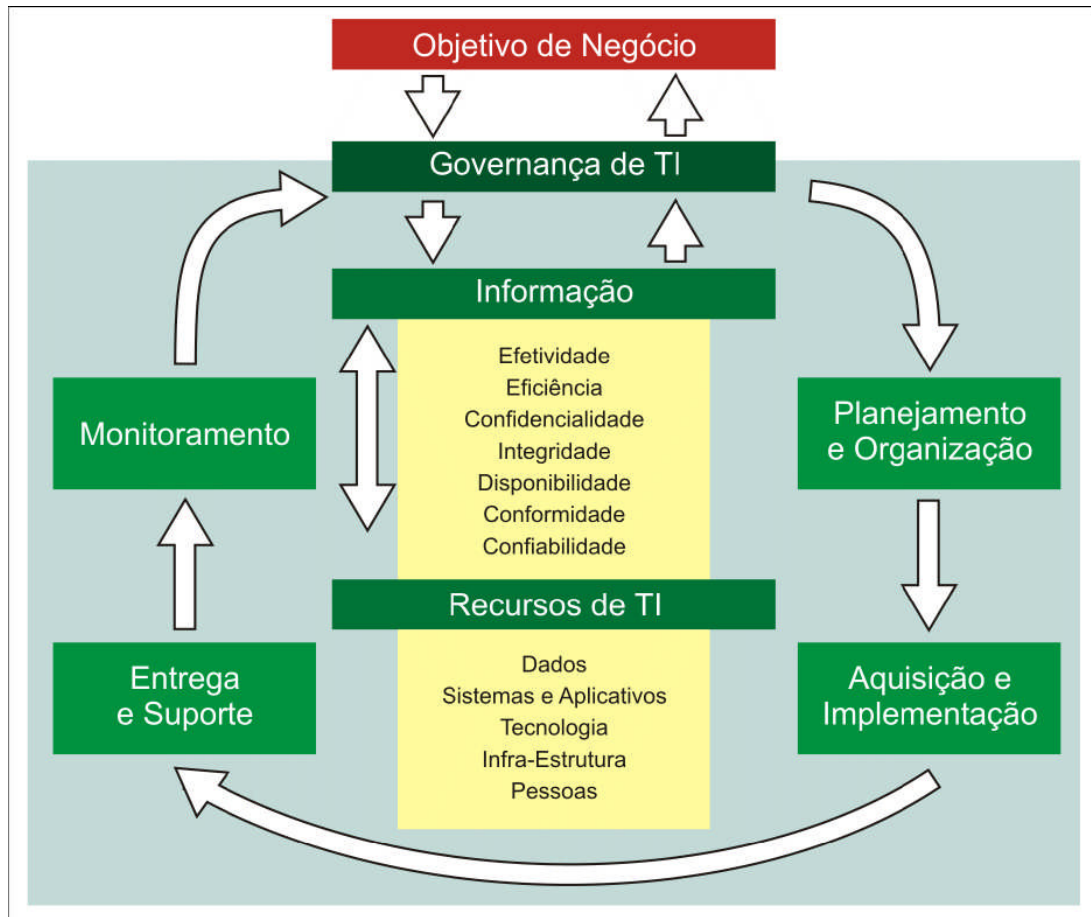 Objetivo de Negócio
Governança de TI
Informação
Efetividade
Eficiência
Confidencialidade
Integridade
Disponibilidade
Conformidade
Confiabilidade
Monitoramento
Planejamento
e Organização
Recursos de TI
Dados
Sistemas e Aplicativos
Tecnologia
Infra-Estrutura
Pessoas
Entrega
e Suporte
Aquisição e
Implementação